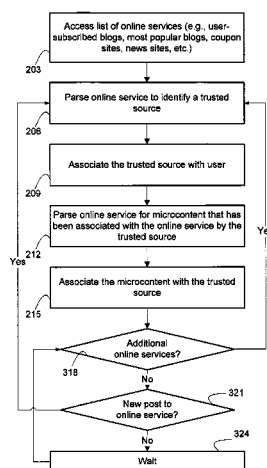 Access list of online services (e.g., user-
subscribed blogs, most popular blogs, coupon
sites, news sites, etc.)
203
Parse online service to identify a trusted
source
206
Associate the trusted source with user
209
Parse online service for microcontent that has
been associated with the online service by the
trusted source
212
Yes
Associate the microcontent with the trusted
source
215
Additional
online services?
318
No
New post to
online service?
321
No
Wait
324